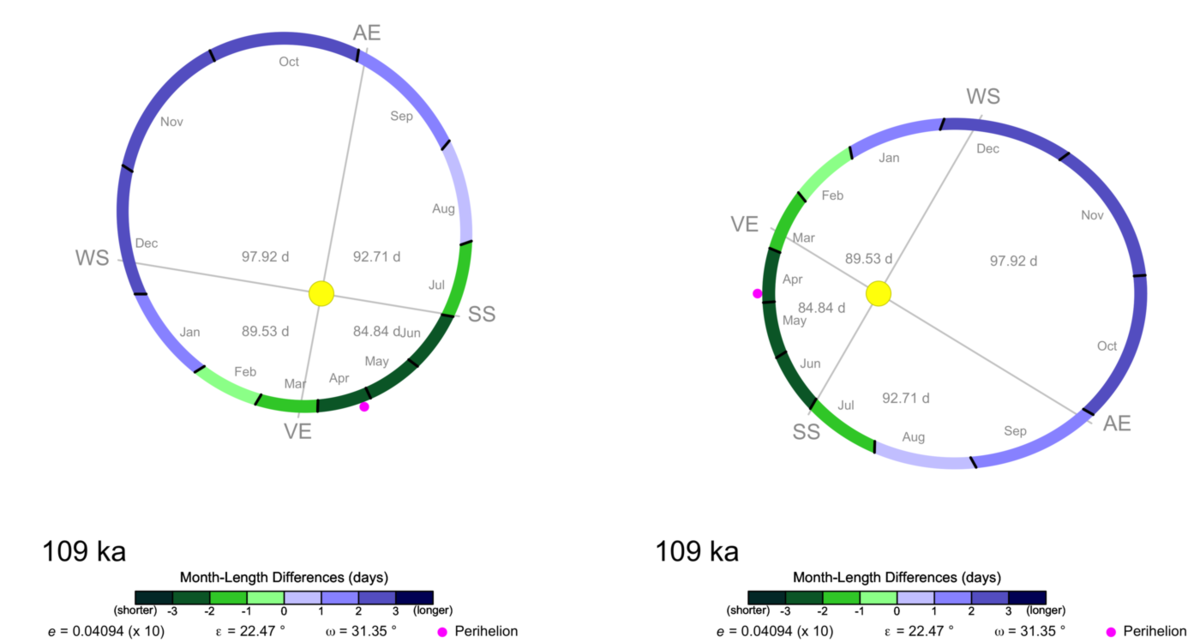 AE
Oct
Sep
Nov
Aug
Dec
WS
97.92 d
92.71 d
Jul
SS
Jan
89.53 d
84.84 d
Jun
May
Feb
Apr
Mar
VE
109 ka
Month-Length Differences (days)
(shorter) -3 -2 -1 0 1 2 3 (longer)
e = 0.04094 (x 10) ε = 22.47 ° ω = 31.35 ° Perihelion
WS
Dec
Jan
Feb
Nov
VE
Mar
89.53 d
97.92 d
Apr
84.84 d
May
Oct
Jun
92.71 d
Jul
SS
Aug
Sep
AE
109 ka
Month-Length Differences (days)
(shorter) -3 -2 -1 0 1 2 3 (longer)
e = 0.04094 (x 10) ε = 22.47 ° ω = 31.35 ° Perihelion